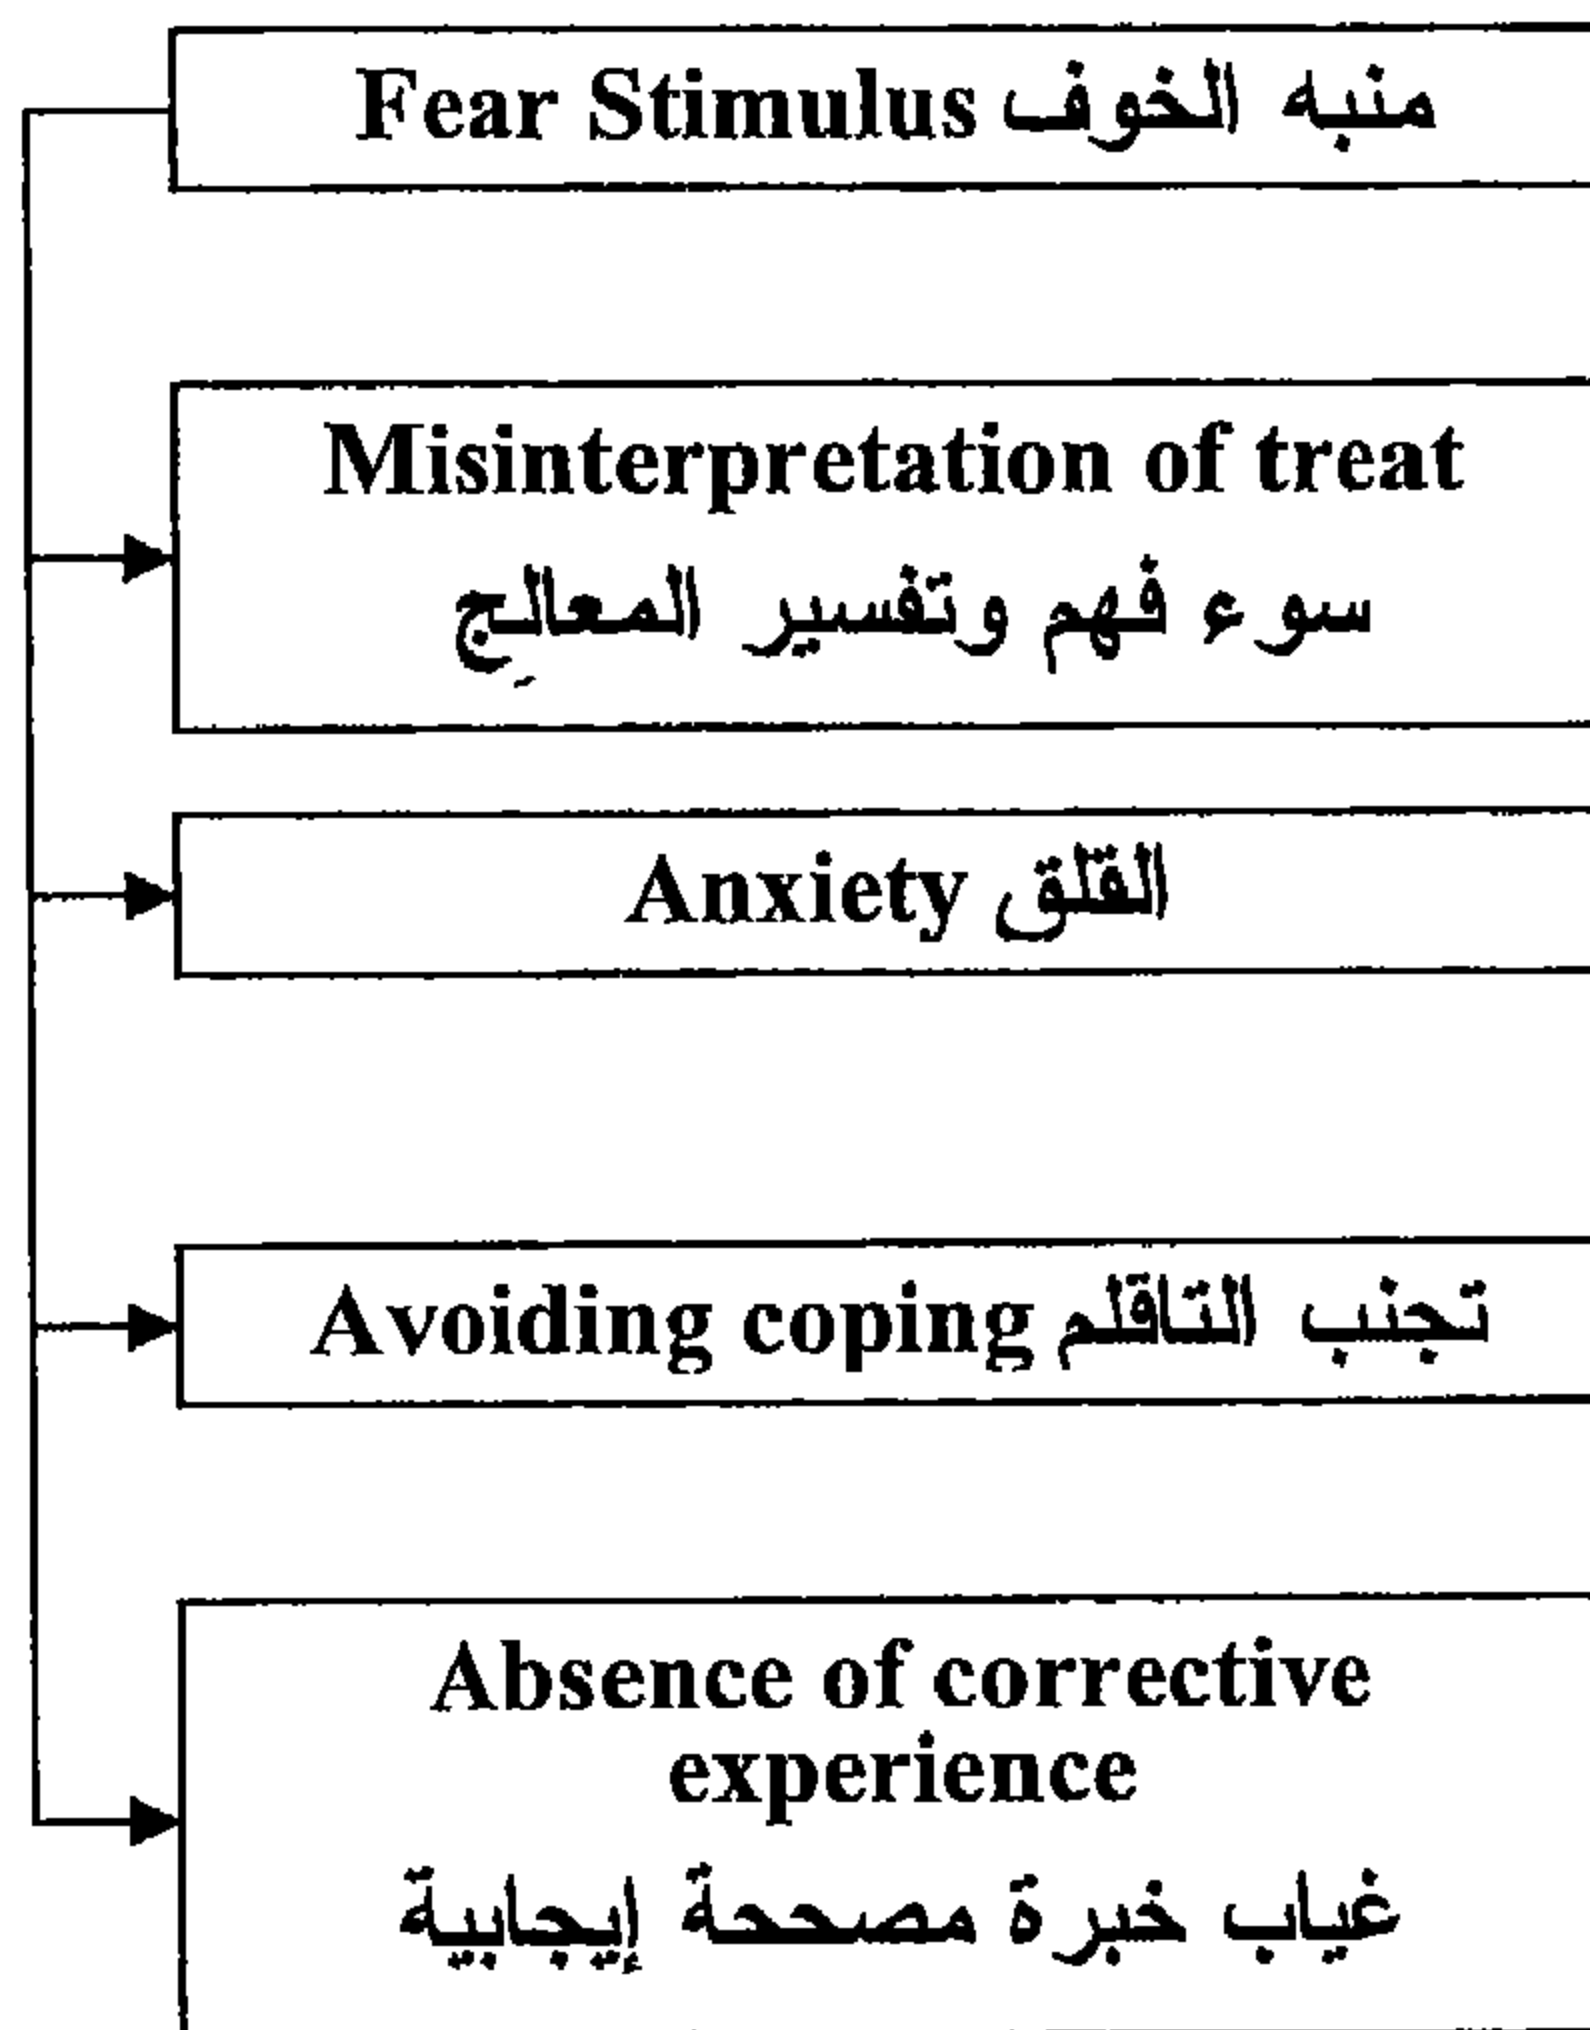 Fear Stimulus منبه الخوف
Misinterpretation of treat
سوء فهم وتفسير المعالِج
Anxiety القلق
Avoiding coping تجنب التاقلم
Absence of corrective
experience
غياب خبرة مصححة إيجابية